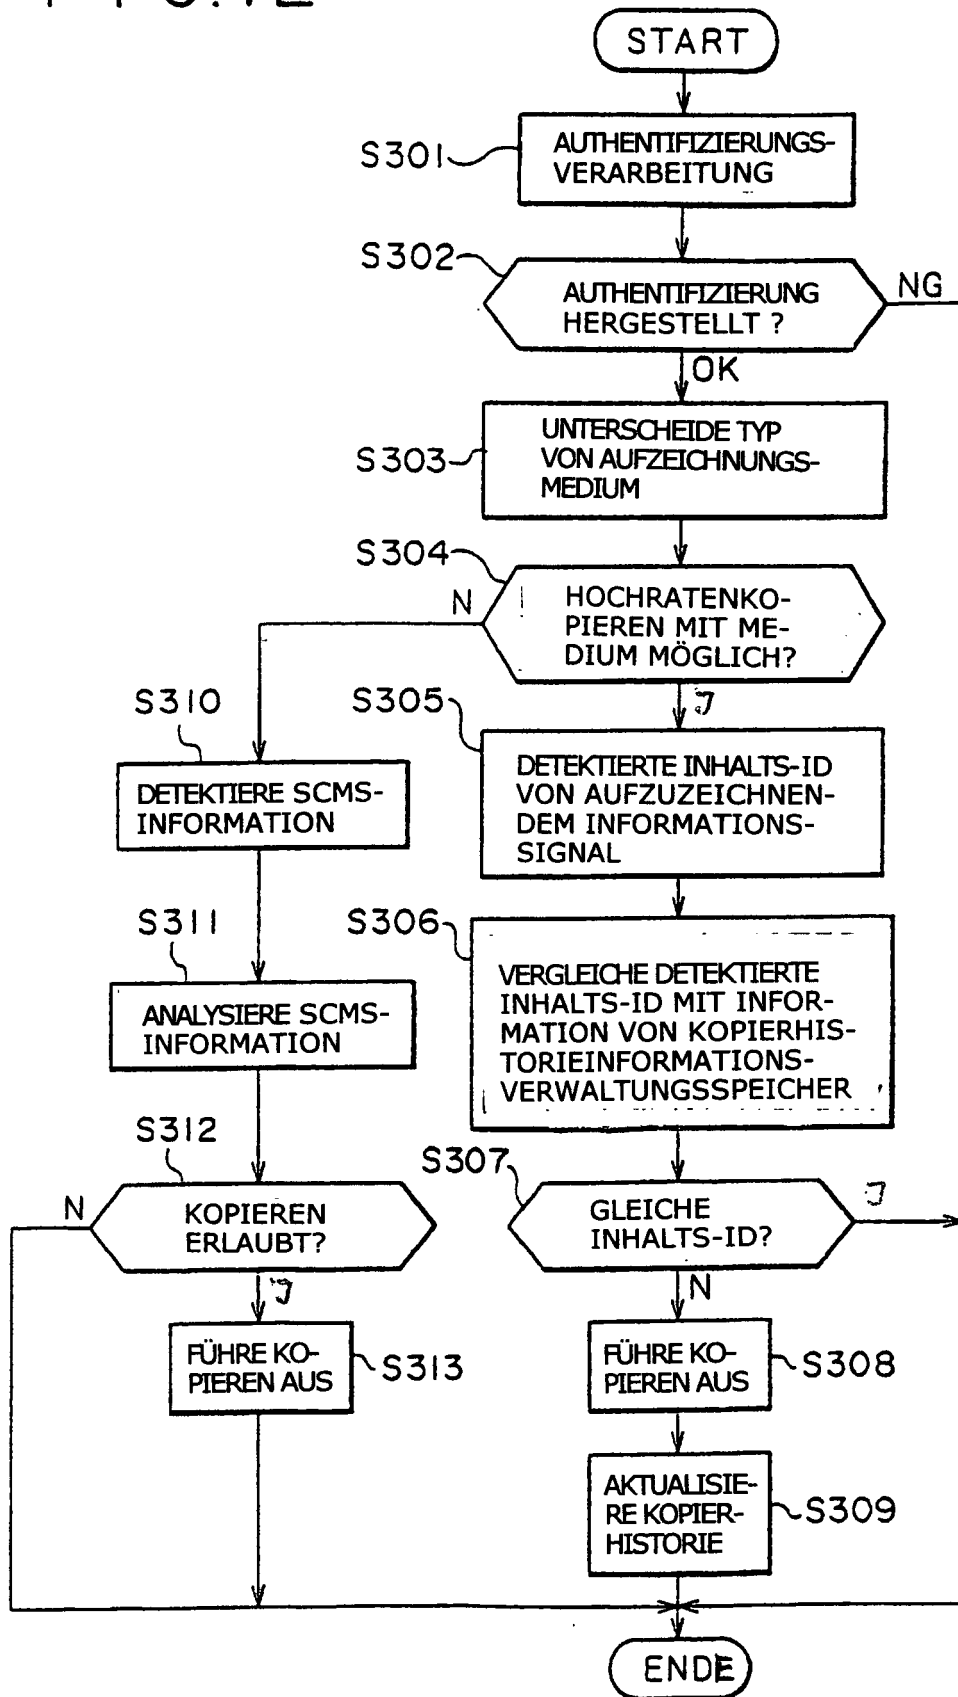 START
S301
AUTHENTIFIZIERUNGS-
VERARBEITUNG
S302
AUTHENTIFIZIERUNG
HERGESTELLT ?
NG
OK
S303
UNTERSCHEIDE TYP
VON AUFZEICHNUNGS-
MEDIUM
S304
N
HOCHRATENKO-
PIEREN MIT ME-
DIUM MÖGLICH?
J
S310
DETEKTIERE SCMS-
INFORMATION
S305
DETEKTIERTE INHALTS-ID
VON AUFZUZEICHNEN-
DEM INFORMATIONS-
SIGNAL
S311
ANALYSIERE SCMS-
INFORMATION
S306
VERGLEICHE DETEKTIERTE
INHALTS-ID MIT INFOR-
MATION VON KOPIERHIS-
TORIEINFORMATIONS-
VERWALTUNGSSPEICHER
S312
N
KOPIEREN
ERLAUBT?
J
S307
GLEICHE
INHALTS-ID?
J
N
FÜHRE KO-
PIEREN AUS
S313
FÜHRE KO-
PIEREN AUS
S308
AKTUALISIE-
RE KOPIER-
HISTORIE
S309
ENDE